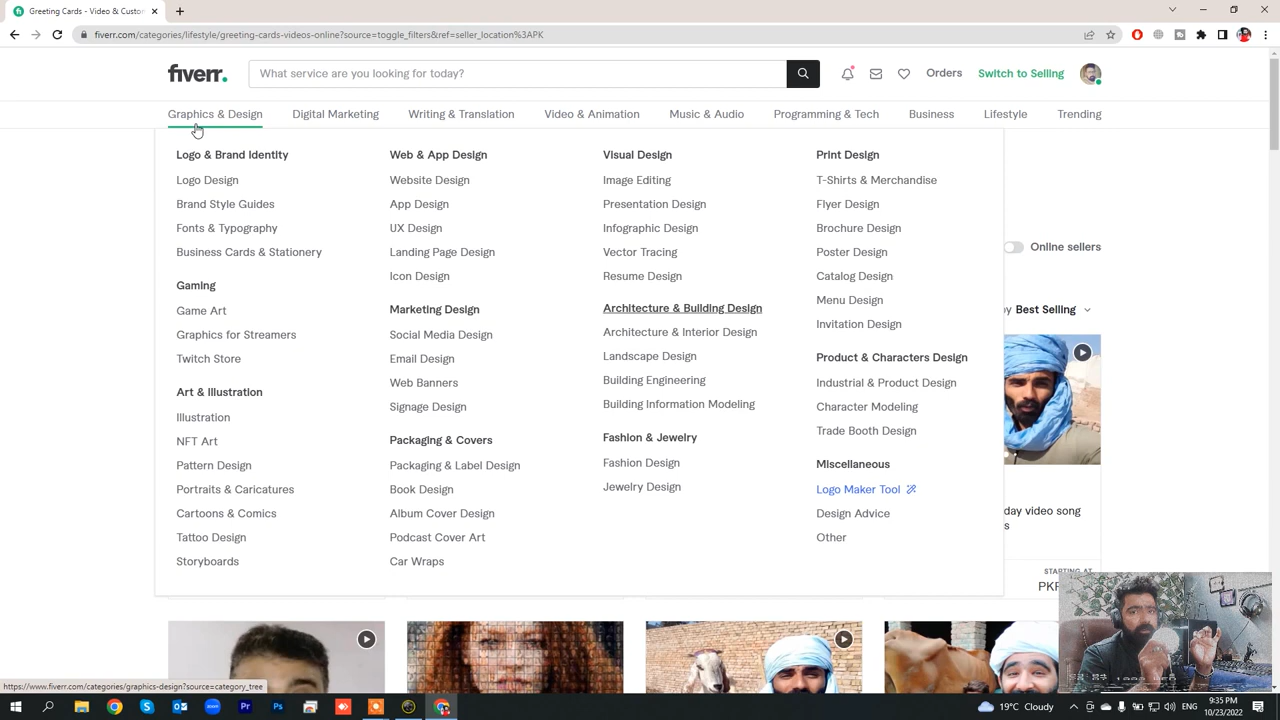 Greeting Cards - Video & Custom
fiverr.com/categories/lifestyle/greeting-cards-videos-online?source=toggle_filters&ref=seller_location%3APK
fiverr.
What service are you looking for today?
Orders
Switch to Selling
Graphics & Design
Digital Marketing
Writing & Translation
Video & Animation
Music & Audio
Programming & Tech
Business
Lifestyle
Trending
Logo & Brand Identity
Logo Design
Brand Style Guides
Fonts & Typography
Business Cards & Stationery
Gaming
Game Art
Graphics for Streamers
Twitch Store
Art & Illustration
Illustration
NFT Art
Pattern Design
Portraits & Caricatures
Cartoons & Comics
Tattoo Design
Storyboards
Web & App Design
Website Design
App Design
UX Design
Landing Page Design
Icon Design
Marketing Design
Social Media Design
Email Design
Web Banners
Signage Design
Packaging & Covers
Packaging & Label Design
Book Design
Album Cover Design
Podcast Cover Art
Car Wraps
Visual Design
Image Editing
Presentation Design
Infographic Design
Vector Tracing
Resume Design
Architecture & Building Design
Architecture & Interior Design
Landscape Design
Building Engineering
Building Information Modeling
Fashion & Jewelry
Fashion Design
Jewelry Design
Print Design
T-Shirts & Merchandise
Flyer Design
Brochure Design
Poster Design
Catalog Design
Menu Design
Invitation Design
Product & Characters Design
Industrial & Product Design
Character Modeling
Trade Booth Design
Miscellaneous
Logo Maker Tool
Design Advice
Other
Online sellers
by Best Selling
day video song
s
STARTING AT
PKR
https://www.fiverr.com/categories/graphics-design?source=category_tree
19°C Cloudy
ENG
9:35 PM
10/23/2022